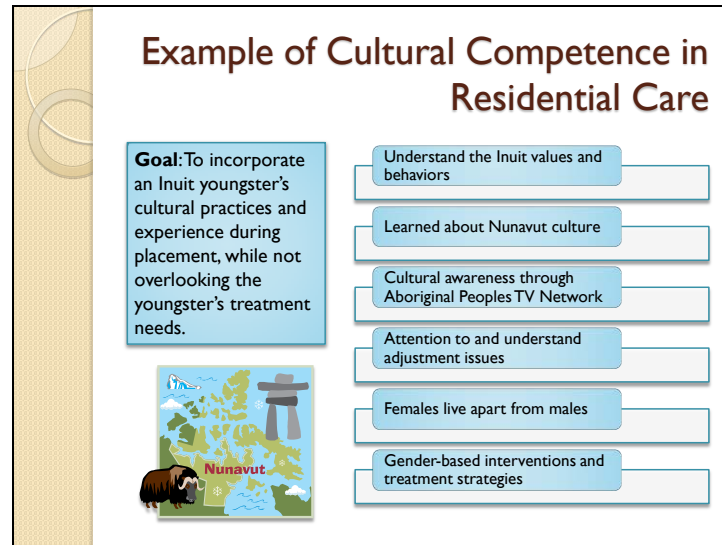 Example of Cultural Competence in
Residential Care
Goal:To incorporate
an Inuit youngster's
cultural practices and
experience during
placement, while not
overlooking the
youngster's treatment
needs.
Understand the Inuit values and
behaviors
Learned about Nunavut culture
Cultural awareness through
Aboriginal Peoples TV Network
Attention to and understand
adjustment issues
Females live apart from males
Gender-based interventions and
treatment strategies
Nunavut